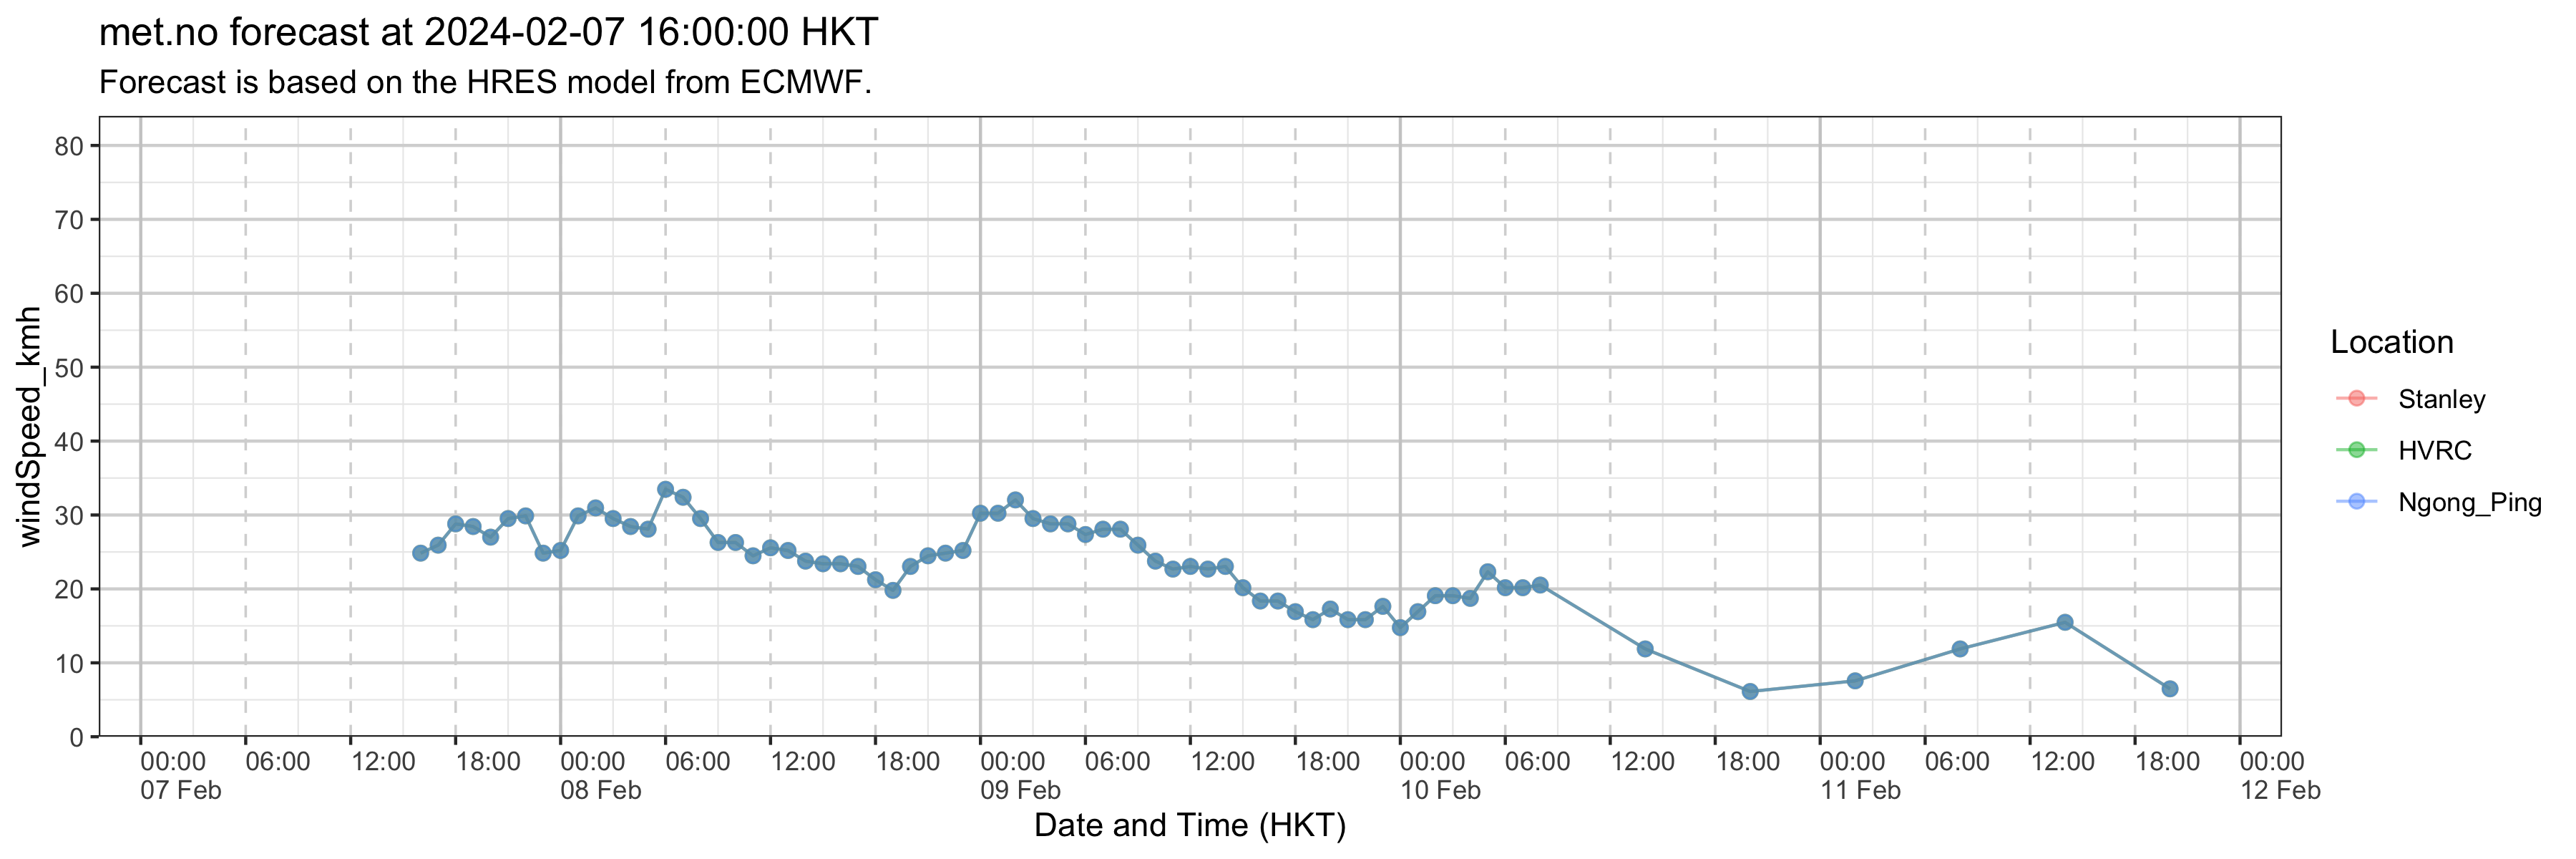 met.no forecast at 2024-02-07 16:00:00 HKT
Forecast is based on the HRES model from ECMWF.
windSpeed_kmh
80
70
60
50
40
30
20
10
0
00:00 06:00 12:00 18:00 00:00 06:00 12:00 18:00 00:00 06:00 12:00 18:00 00:00 06:00 12:00 18:00 00:00 06:00 12:00 18:00 00:00
07 Feb 08 Feb 09 Feb 10 Feb 11 Feb 12 Feb
Date and Time (HKT)
Location
Stanley
HVRC
Ngong_Ping